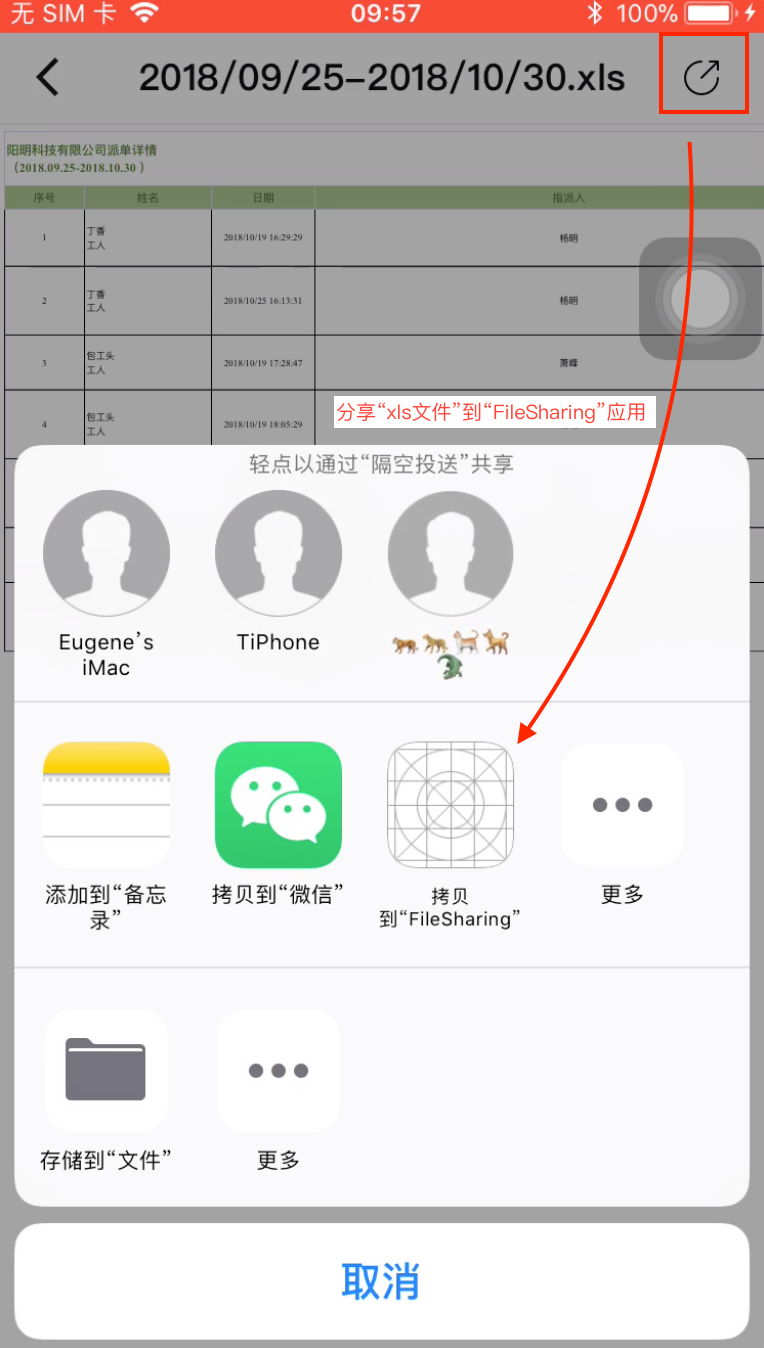 无 SIM 卡 09:57 100%
2018/09/25-2018/10/30.xls
阳明科技有限公司派单详情
(2018.09.25-2018.10.30 )
序号 姓名 日期 指派人
1 丁香 工人 2018/10/19 16:29:29 杨明
2 丁香 工人 2018/10/25 16:13:31 杨明
3 包工头 工人 2018/10/19 17:28:47 萧峰
4 包工头 工人 2018/10/19 18:05:29
分享“xls文件”到“FileSharing”应用
轻点以通过“隔空投送”共享
Eugene’s
iMac
TiPhone
添加到“备忘
录”
拷贝到“微信”
拷贝
到“FileSharing”
更多
存储到“文件”
更多
取消